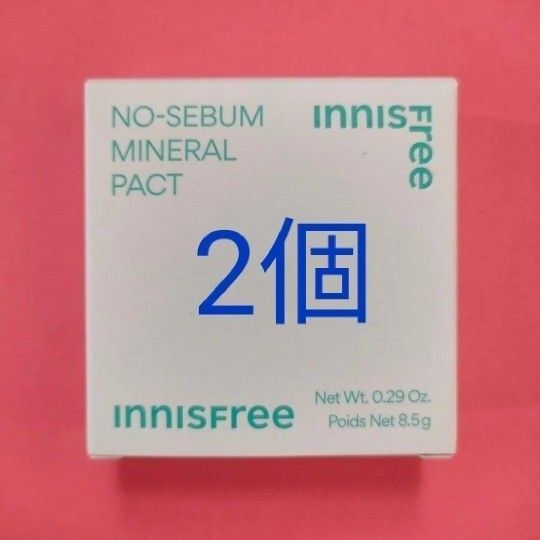 NO-SEBUM
MINERAL
PACT
INNISFree
2個
INNISFree
Net Wt. 0.29 Oz.
Poids Net 8.5g